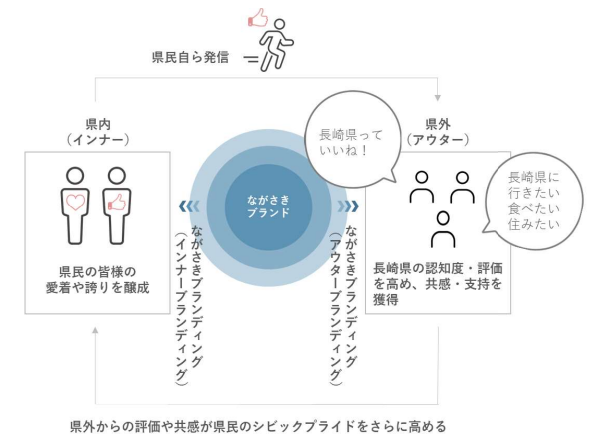 県民自ら発信
県内
(インナー)
県民の皆様の
愛着や誇りを醸成
ながさき
ブランド
ながさきブランディング
(インナーブランディング)
ながさきブランディング
(アウターブランディング)
長崎県って
いいね!
県外
(アウター)
長崎県に
行きたい
食べたい
住みたい
長崎県の認知度・評価
を高め、共感・支持を
獲得
県外からの評価や共感が県民のシビックプライドをさらに高める